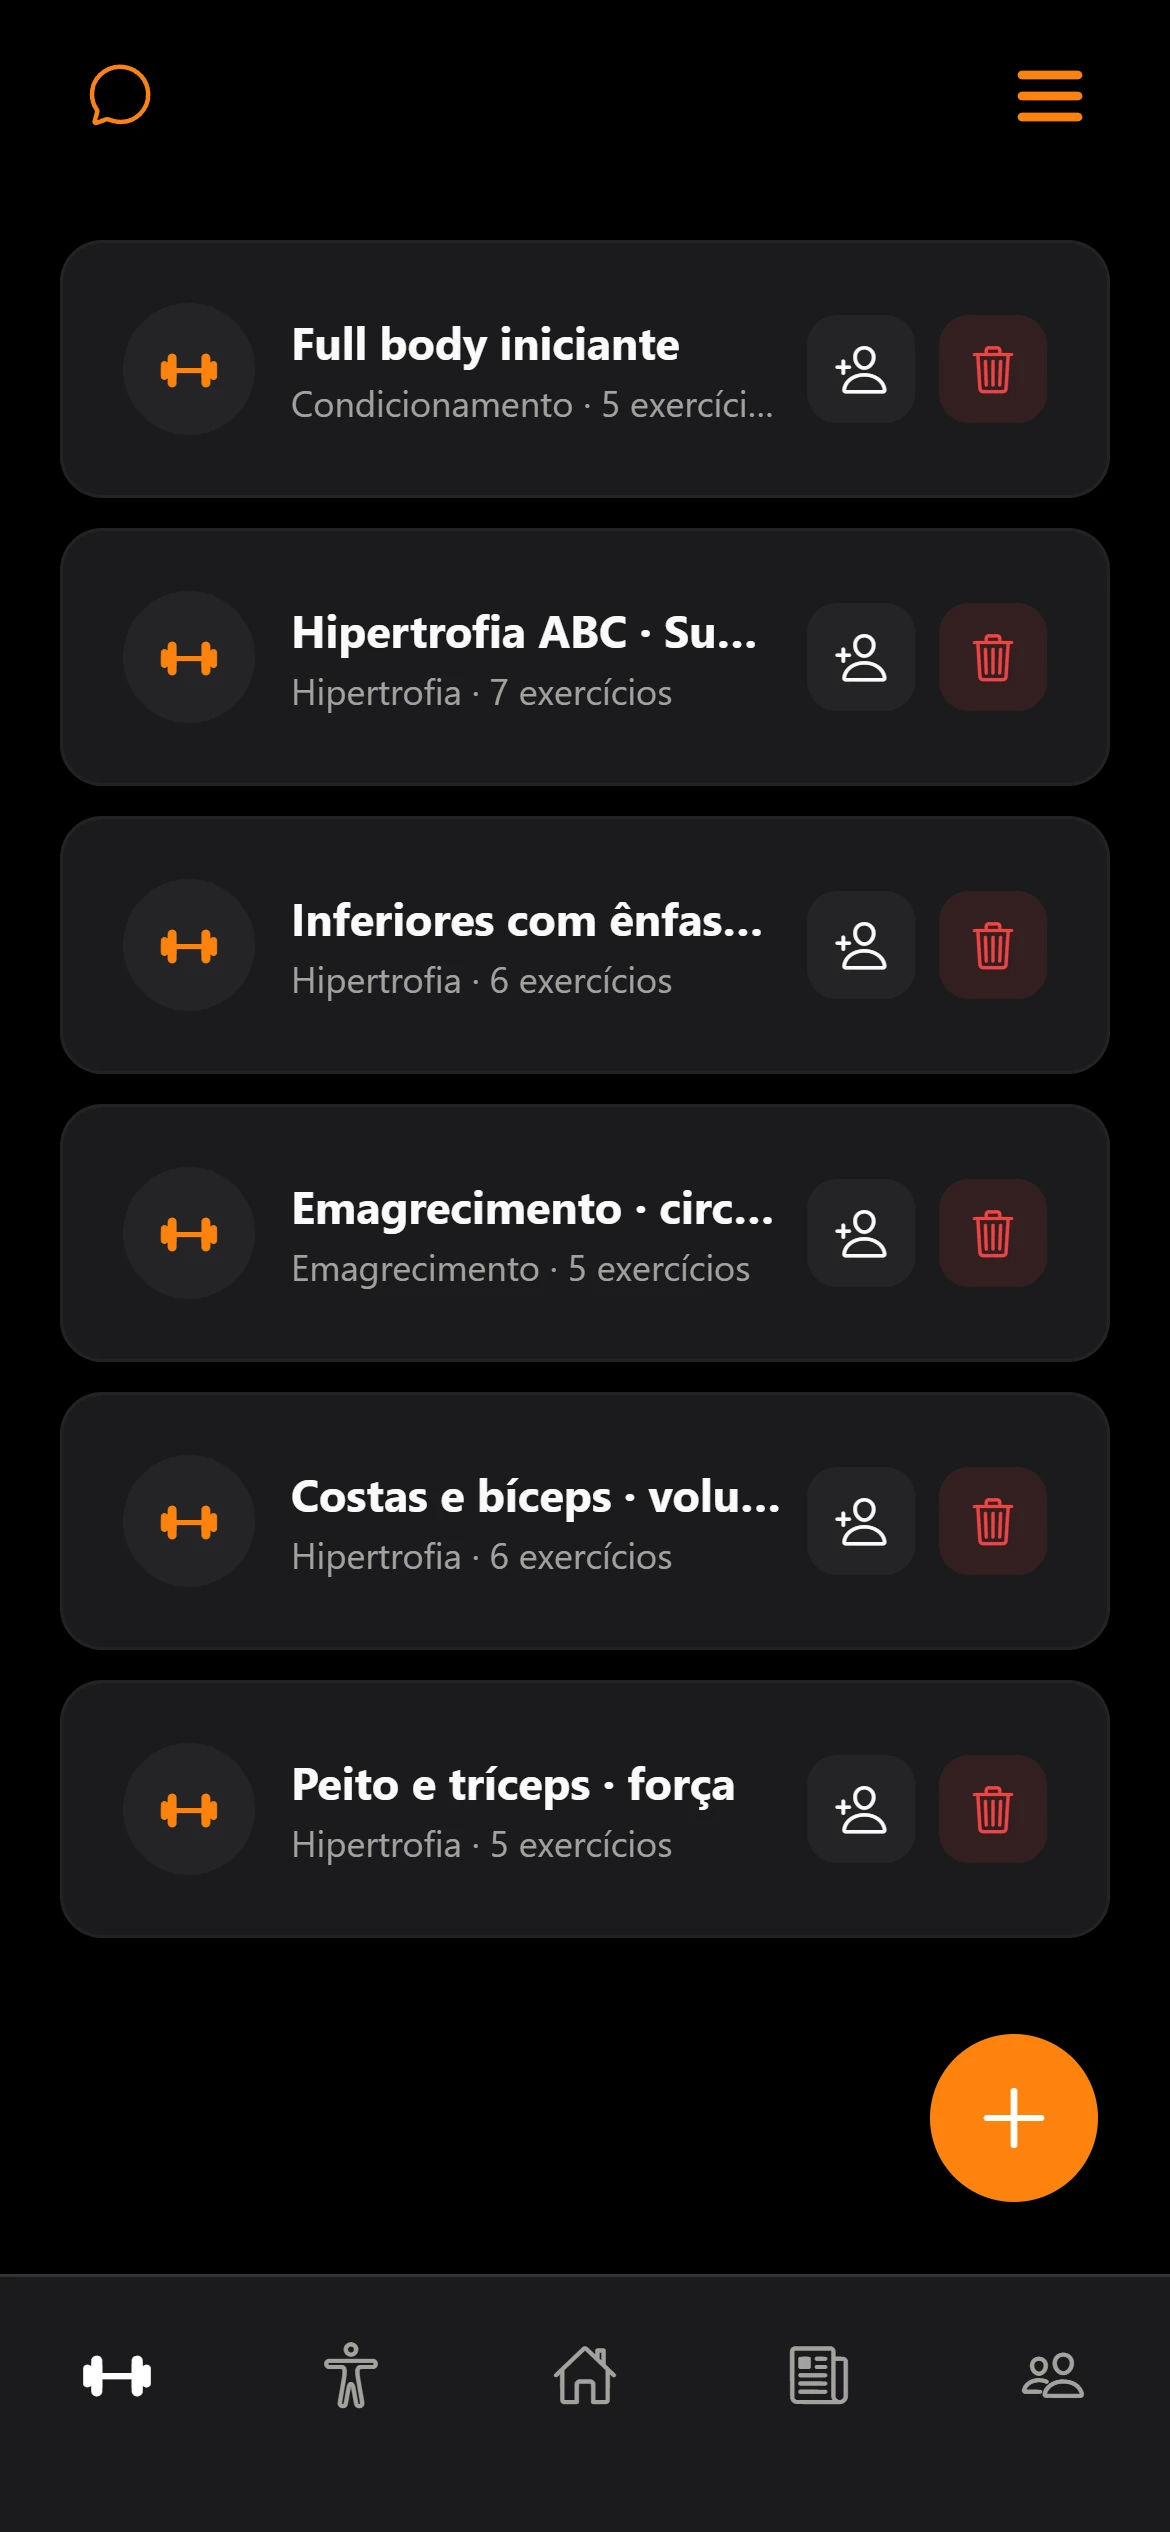 Full body iniciante
Condicionamento · 5 exercíci...
Hipertrofia ABC · Su...
Hipertrofia · 7 exercícios
Inferiores com ênfas...
Hipertrofia · 6 exercícios
Emagrecimento · circ...
Emagrecimento · 5 exercícios
Costas e bíceps · volu...
Hipertrofia · 6 exercícios
Peito e tríceps · força
Hipertrofia · 5 exercícios